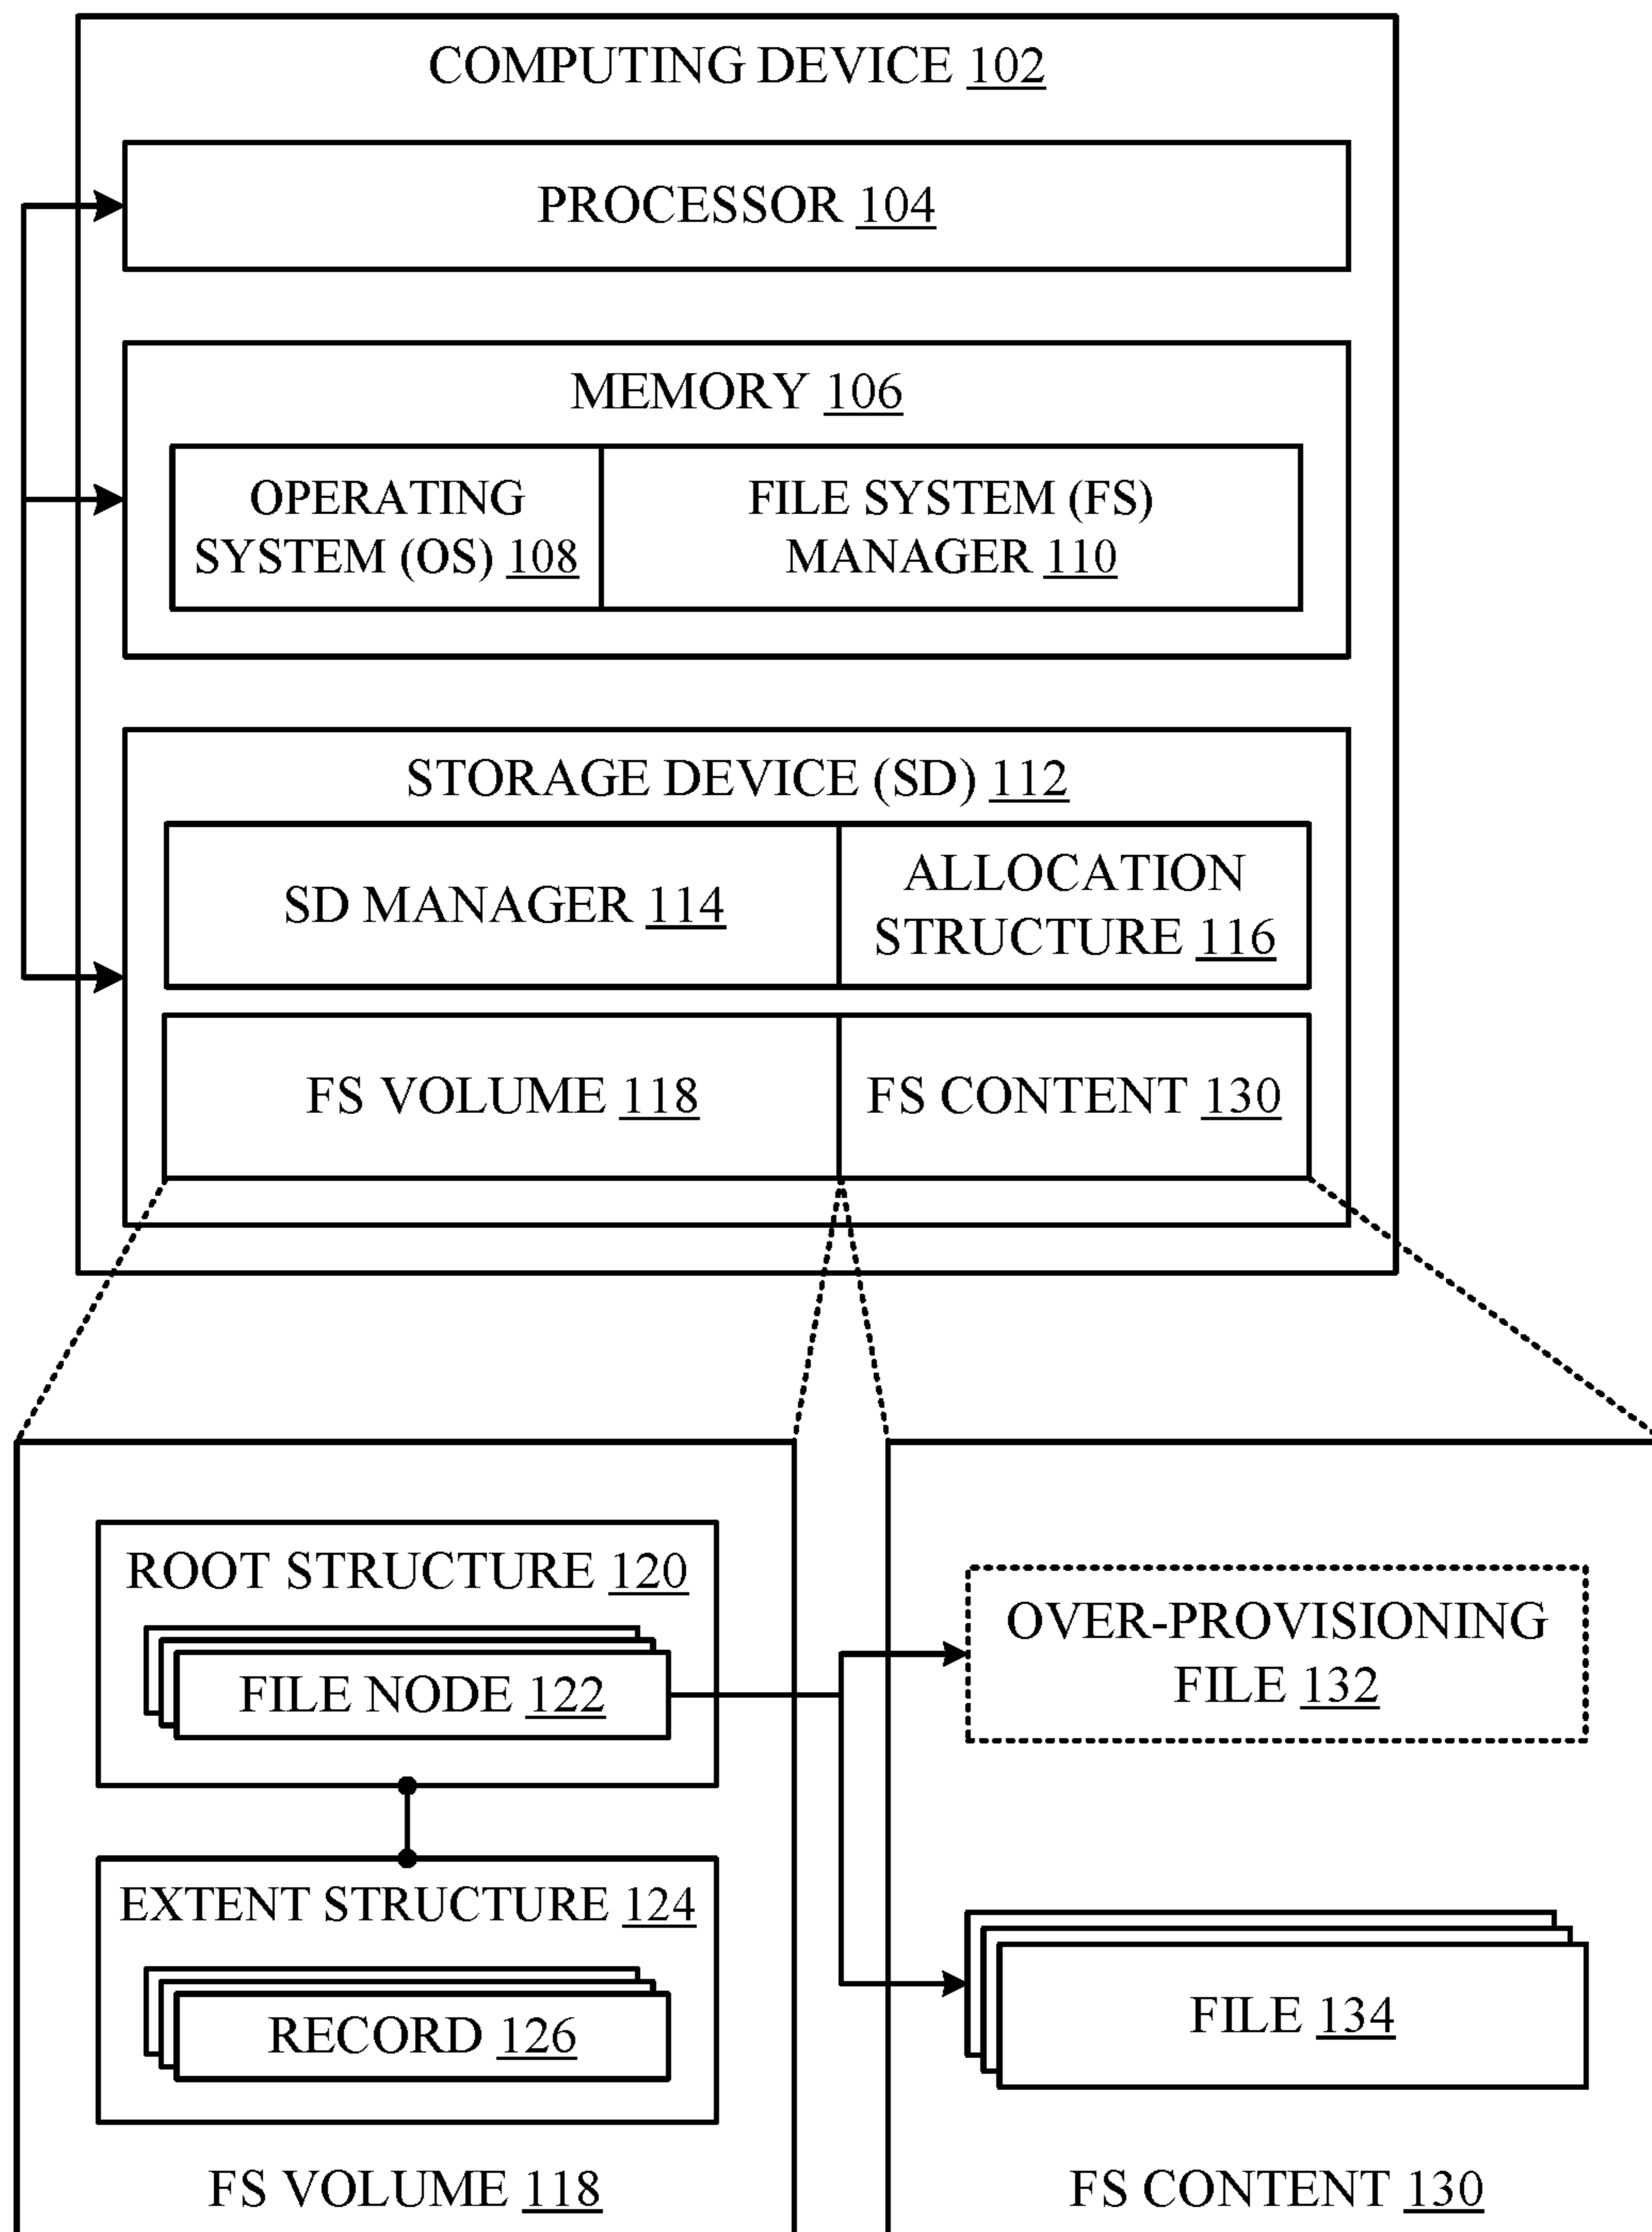 COMPUTING DEVICE 102
PROCESSOR 104
MEMORY 106
OPERATING
SYSTEM (OS) 108
FILE SYSTEM (FS)
MANAGER 110
STORAGE DEVICE (SD) 112
SD MANAGER 114
ALLOCATION
STRUCTURE 116
FS VOLUME 118
FS CONTENT 130
ROOT STRUCTURE 120
FILE NODE 122
EXTENT STRUCTURE 124
RECORD 126
FS VOLUME 118
OVER-PROVISIONING
FILE 132
FILE 134
FS CONTENT 130